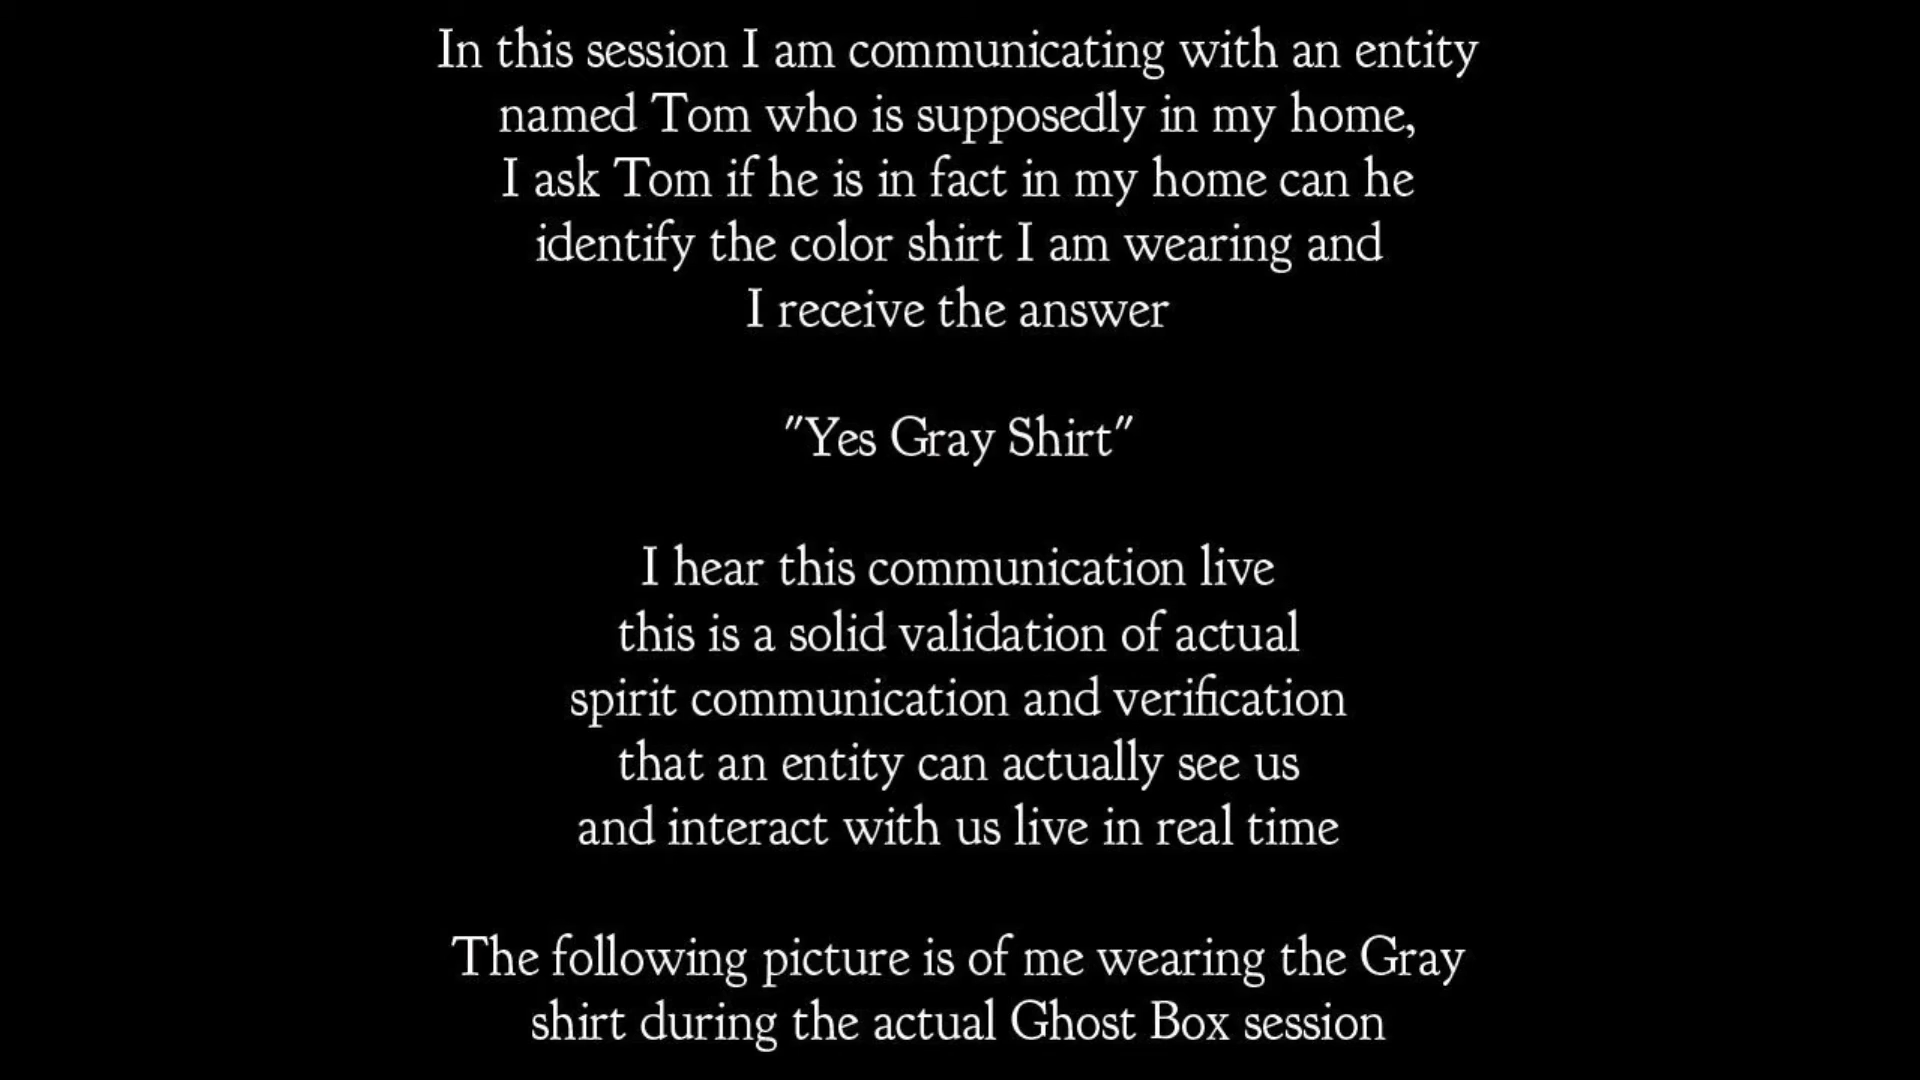 In this session I am communicating with an entity
named Tom who is supposedly in my home,
I ask Tom if he is in fact in my home can he
identify the color shirt I am wearing and
I receive the answer
"Yes Gray Shirt"
I hear this communication live
this is a solid validation of actual
spirit communication and verification
that an entity can actually see us
and interact with us live in real time
The following picture is of me wearing the Gray
shirt during the actual Ghost Box session